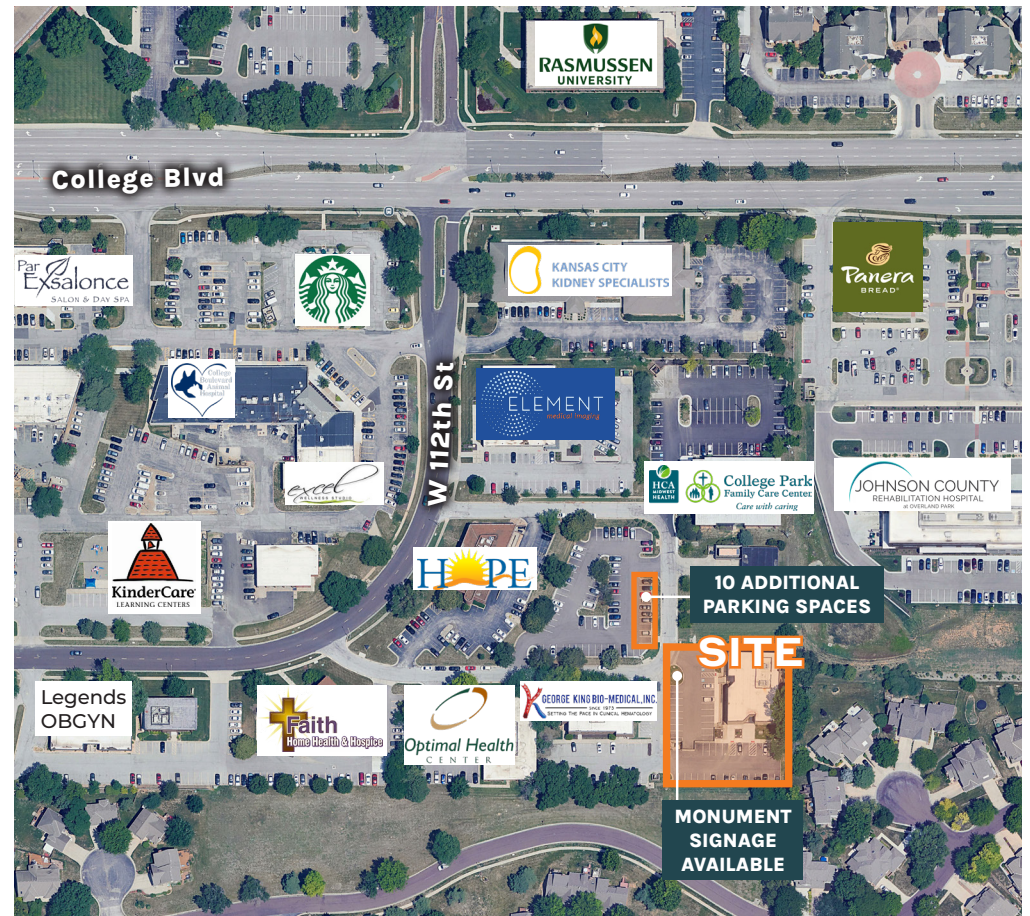 RASMUSSEN
UNIVERSITY
College Blvd
Par
Exsalonce
SALON & DAY SPA
KANSAS CITY
KIDNEY SPECIALISTS
Panera
BREAD®
College
Boulevard
Animal
Hospital
W 112th St
ELEMENT
medical imaging
excel
WELLNESS STUDIO
HCA
MIDWEST
HEALTH
College Park
Family Care Center
Care with caring
JOHNSON COUNTY
REHABILITATION HOSPITAL
at OVERLAND PARK
KinderCare
LEARNING CENTERS
HOPE
10 ADDITIONAL
PARKING SPACES
SITE
Legends
OBGYN
Faith
Home Health & Hospice
Optimal Health
CENTER
GEORGE KING BIO-MEDICAL, INC.
SINCE 1975
SETTING THE PACE IN CLINICAL HEMATOLOGY
MONUMENT
SIGNAGE
AVAILABLE